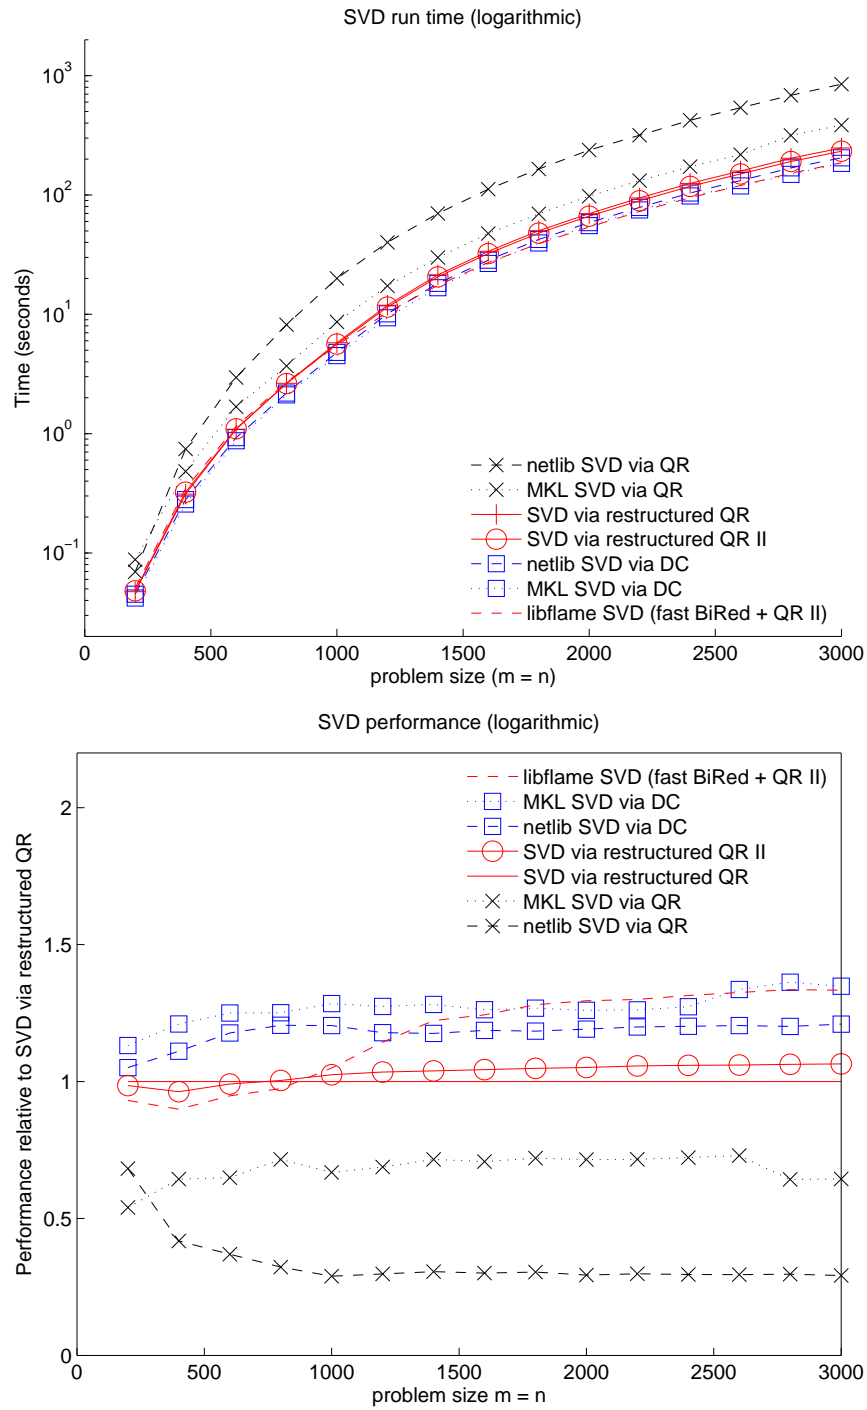 SVD run time (logarithmic)
10^3
10^2
10^1
10^0
10^−1
Time (seconds)
netlib SVD via QR
MKL SVD via QR
SVD via restructured QR
SVD via restructured QR II
netlib SVD via DC
MKL SVD via DC
libflame SVD (fast BiRed + QR II)
0 500 1000 1500 2000 2500 3000
problem size (m = n)
SVD performance (logarithmic)
2
1.5
1
0.5
0
Performance relative to SVD via restructured QR
libflame SVD (fast BiRed + QR II)
MKL SVD via DC
netlib SVD via DC
SVD via restructured QR II
SVD via restructured QR
MKL SVD via QR
netlib SVD via QR
0 500 1000 1500 2000 2500 3000
problem size m = n